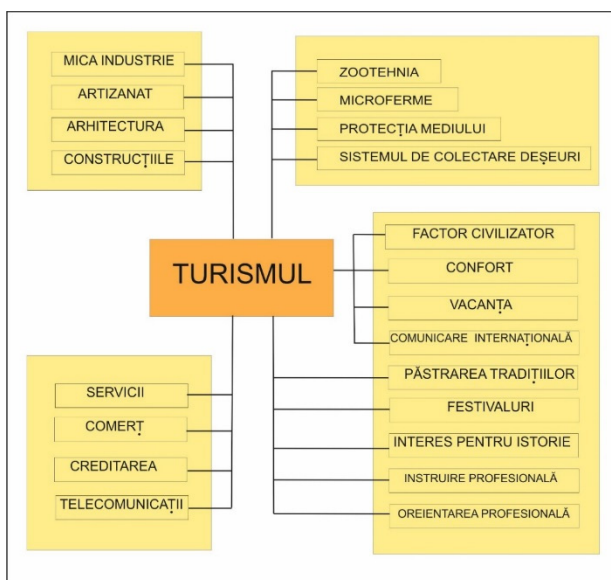 MICA INDUSTRIE
ARTIZANAT
ARHITECTURA
CONSTRUCȚIILE
ZOOTEHNIA
MICROFERME
PROTECȚIA MEDIULUI
SISTEMUL DE COLECTARE DEȘEURI
TURISMUL
FACTOR CIVILIZATOR
CONFORT
VACANȚA
COMUNICARE INTERNAȚIONALĂ
PĂSTRAREA TRADIȚIILOR
FESTIVALURI
INTERES PENTRU ISTORIE
INSTRUIRE PROFESIONALĂ
OREIENTAREA PROFESIONALĂ
SERVICII
COMERȚ
CREDITAREA
TELECOMUNICAȚII